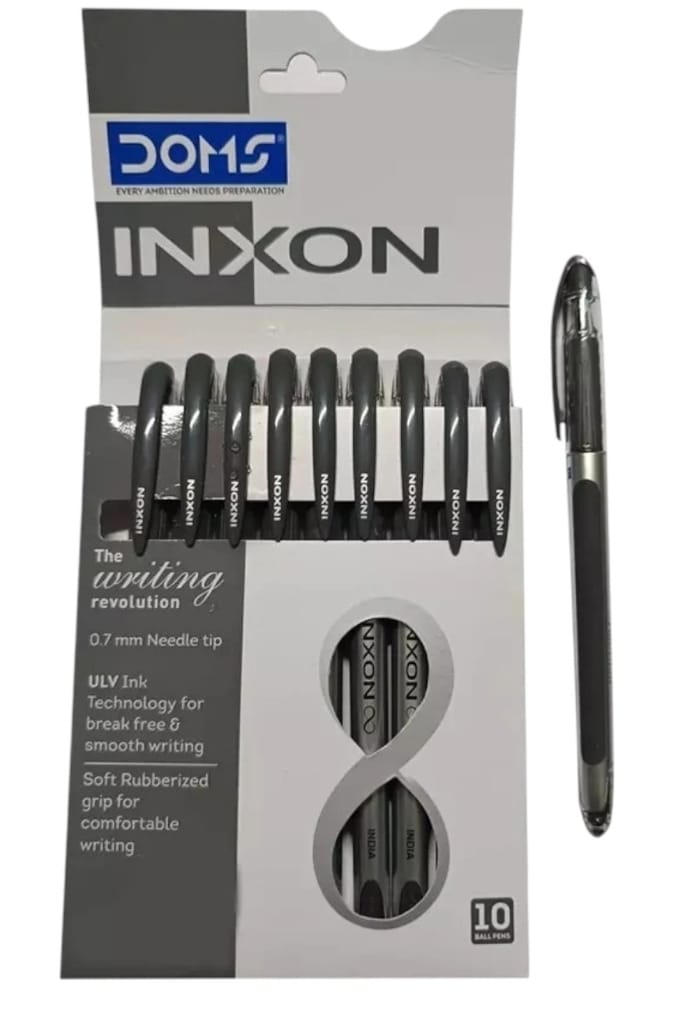 DOMS®
EVERY AMBITION NEEDS PREPARATION
INXON
INXON
INXON
INXON
INXON
INXON
INXON
INXON
INXON
INXON
The
writing
revolution
0.7 mm Needle tip
ULV Ink
Technology for
break free &
smooth writing
Soft Rubberized
grip for
comfortable
writing
INXON
INXON
INDIA
INDIA
10
BALL PENS